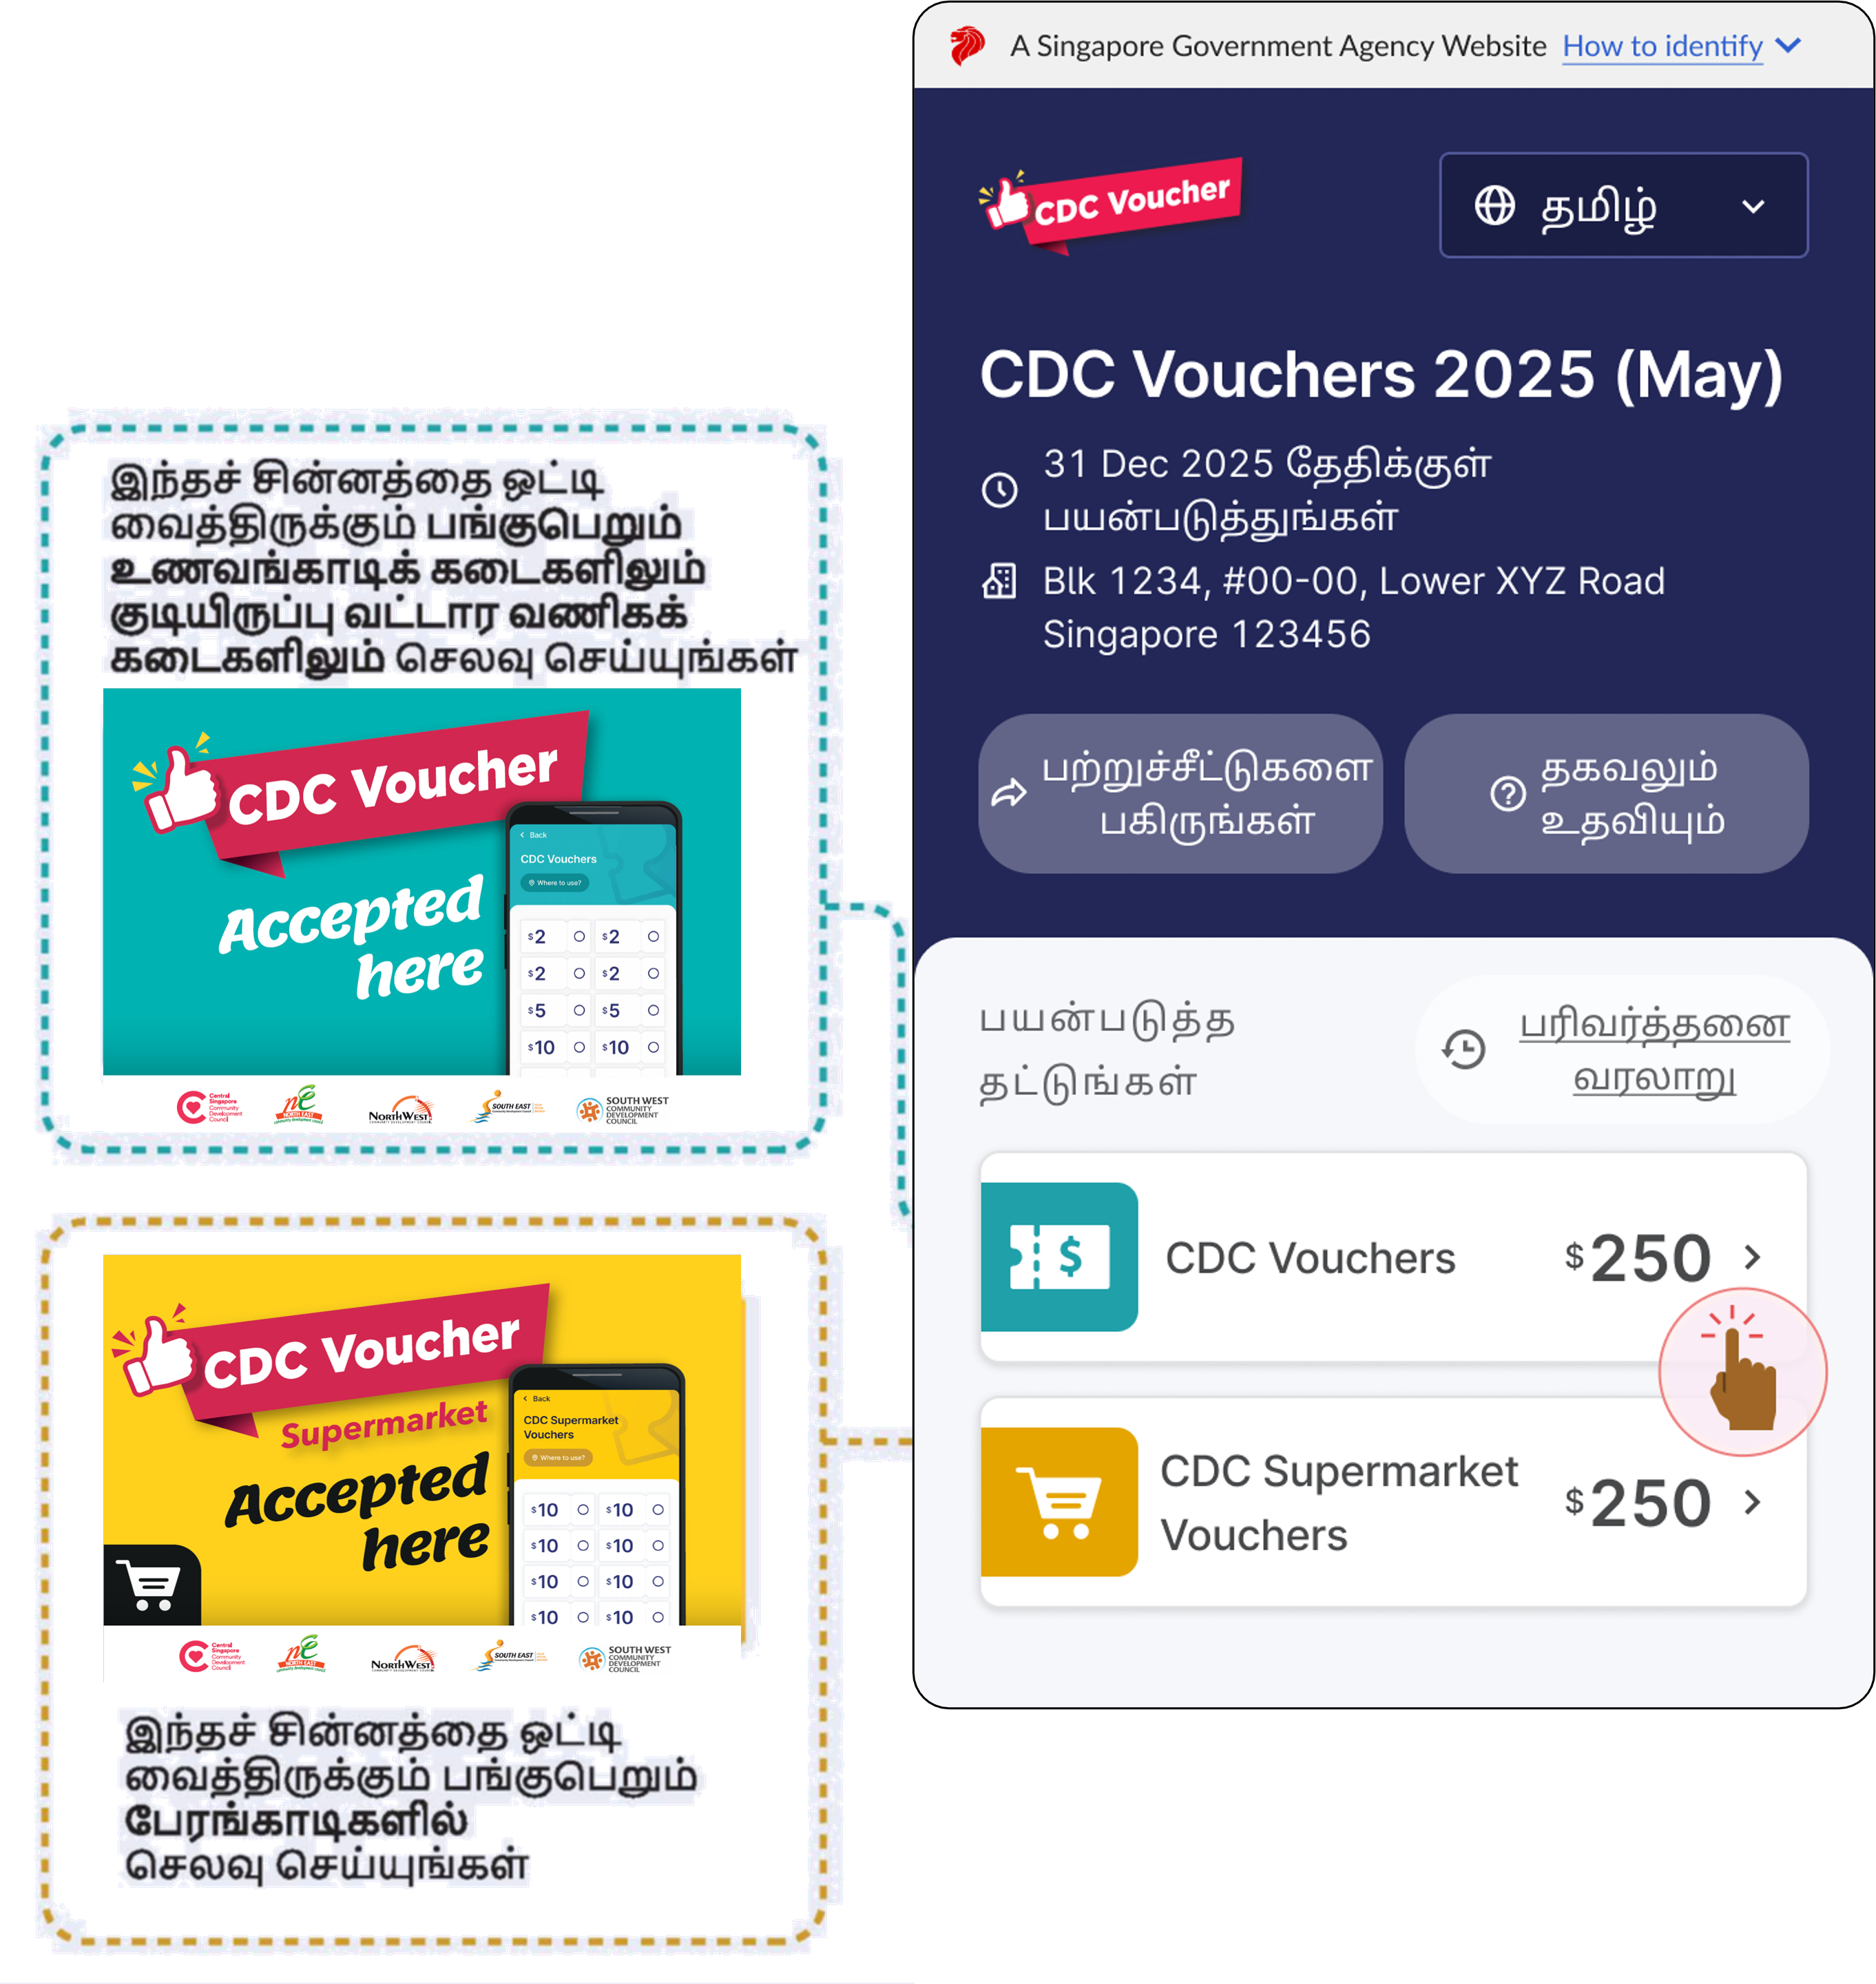 இந்தச் சின்னத்தை ஒட்டி
வைத்திருக்கும் பங்குபெறும்
உணவங்காடிக் கடைகளிலும்
குடியிருப்பு வட்டார வணிகக்
கடைகளிலும் செலவு செய்யுங்கள்
CDC Voucher
Accepted
here
Back
CDC Vouchers
Where to use?
$2 $2
$2 $2
$5 $5
$10 $10
Central
Singapore
Community
Development
Council
NORTH EAST
NORTHWEST
SOUTH EAST
SOUTH WEST
COMMUNITY
DEVELOPMENT
COUNCIL
CDC Voucher
Supermarket
Accepted
here
Back
CDC Supermarket
Vouchers
Where to use?
$10 $10
$10 $10
$10 $10
$10 $10
Central
Singapore
Community
Development
Council
NORTH EAST
NORTHWEST
SOUTH EAST
SOUTH WEST
COMMUNITY
DEVELOPMENT
COUNCIL
இந்தச் சின்னத்தை ஒட்டி
வைத்திருக்கும் பங்குபெறும்
பேரங்காடிகளில்
செலவு செய்யுங்கள்
A Singapore Government Agency Website How to identify
CDC Voucher
தமிழ்
CDC Vouchers 2025 (May)
31 Dec 2025 தேதிக்குள்
பயன்படுத்துங்கள்
Blk 1234, #00-00, Lower XYZ Road
Singapore 123456
பற்றுச்சீட்டுகளை
பகிருங்கள்
தகவலும்
உதவியும்
பயன்படுத்த
தட்டுங்கள்
பரிவர்த்தனை
வரலாறு
CDC Vouchers $250
CDC Supermarket
Vouchers
$250